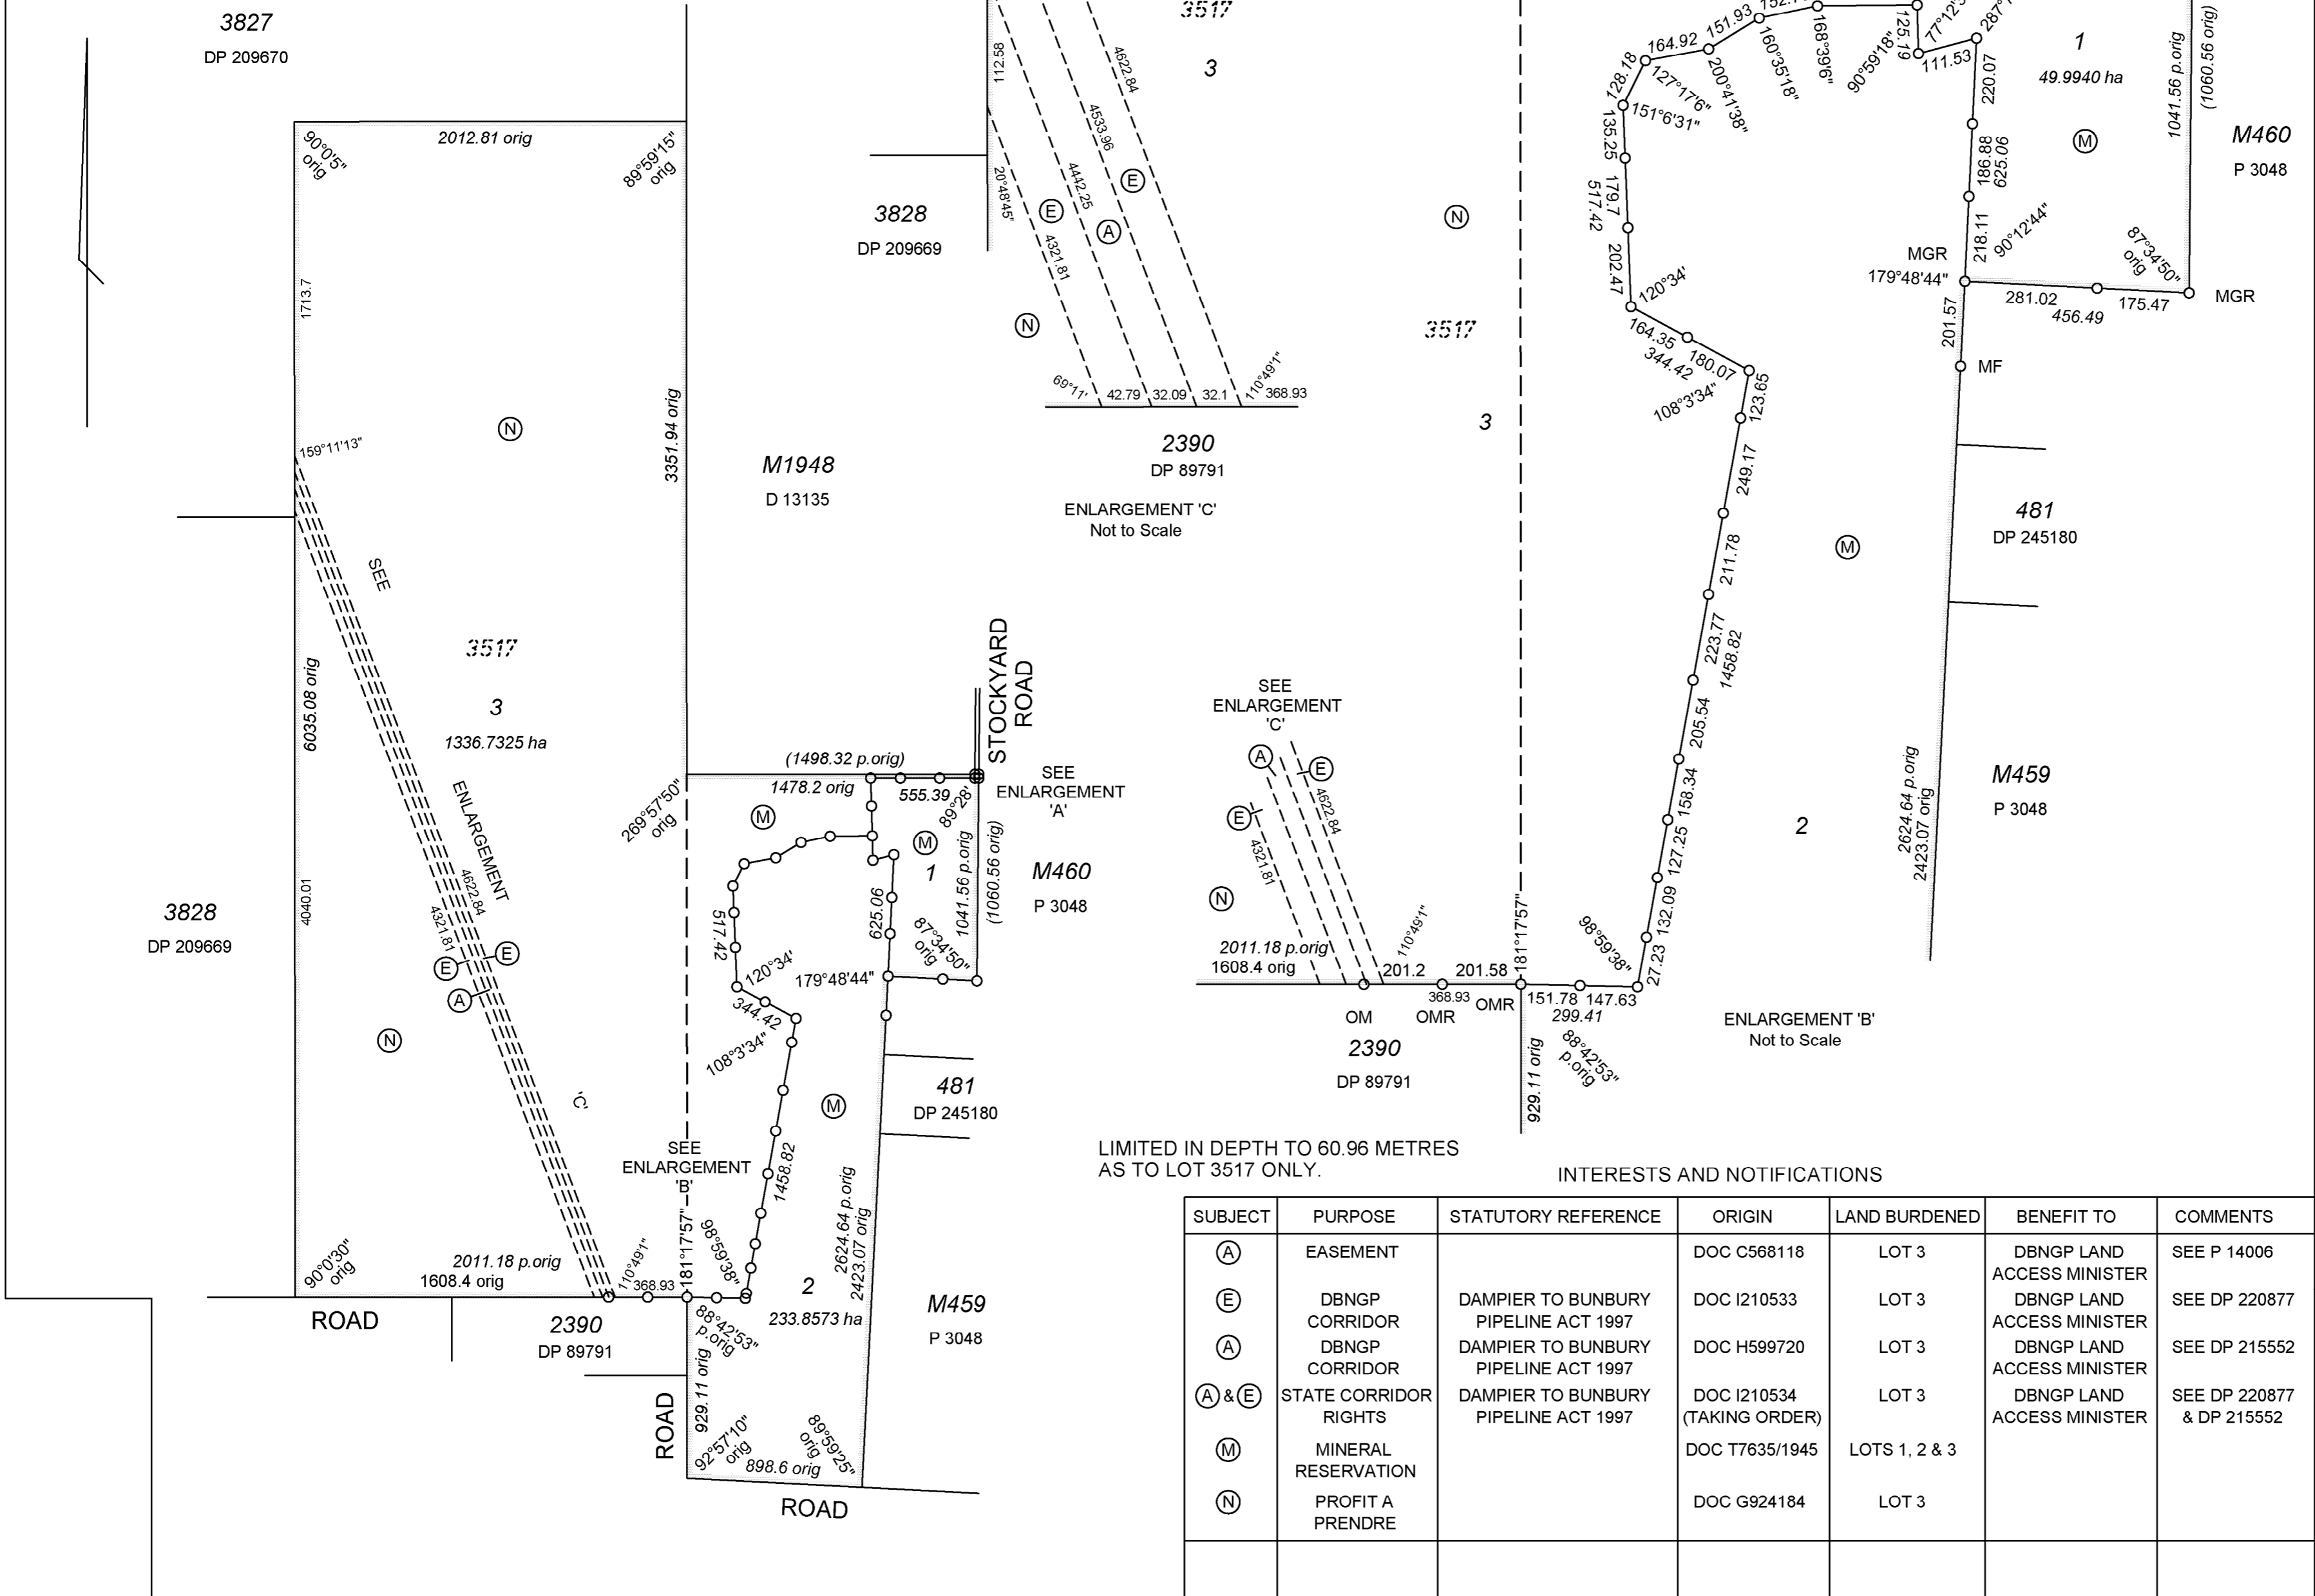 3827
DP 209670
2012.81 orig
90°0'5"
orig
89°59'15"
orig
1713.7
N
3351.94 orig
159°11'13"
SEE
ENLARGEMENT
'C'
3517
3
1336.7325 ha
6035.08 orig
4040.01
4622.84
4321.81
E
E
A
N
3828
DP 209669
90°0'30"
orig
2011.18 p.orig
1608.4 orig
110°49'1"
368.93
181°17'57"
98°59'38"
ROAD
2390
DP 89791
88°42'53"
p.orig
929.11 orig
ROAD
92°57'10"
orig
898.6 orig
89°59'25"
orig
ROAD
2
233.8573 ha
M459
P 3048
2624.64 p.orig
2423.07 orig
1458.82
SEE
ENLARGEMENT
'B'
M
481
DP 245180
108°3'34"
344.42
120°34'
179°48'44"
517.42
625.06
87°34'50"
orig
M
1
M
1041.56 p.orig
(1060.56 orig)
M460
P 3048
269°57'50"
orig
(1498.32 p.orig)
1478.2 orig
555.39
89°28'
SEE
ENLARGEMENT
'A'
STOCKYARD
ROAD
M1948
D 13135
3828
DP 209669
112.58
20°48'45"
3517
3
4622.84
4533.96
4442.25
4321.81
E
E
A
N
69°11'
42.79
32.09
32.1
110°49'1"
368.93
2390
DP 89791
ENLARGEMENT 'C'
Not to Scale
N
3517
3
164.92
151.93
128.18
127°17'6"
200°41'38"
160°35'18"
168°39'6"
90°59'18"
125.19
111.53
151°6'31"
135.25
179.7
517.42
202.47
120°34'
164.35
180.07
344.42
108°3'34"
123.65
249.17
211.78
223.77
1458.82
205.54
158.34
127.25
132.09
27.23
98°59'38"
220.07
186.88
625.06
218.11
90°12'44"
MGR
179°48'44"
201.57
MF
281.02
175.47
456.49
MGR
87°34'50"
orig
1
49.9940 ha
M
1041.56 p.orig
(1060.56 orig)
M460
P 3048
481
DP 245180
M
2
2624.64 p.orig
2423.07 orig
M459
P 3048
SEE
ENLARGEMENT
'C'
A
E
E
4622.84
4321.81
N
2011.18 p.orig
1608.4 orig
110°49'1"
201.2
201.58
181°17'57"
368.93
OM
OMR
OMR
151.78
147.63
299.41
88°42'53"
p.orig
929.11 orig
2390
DP 89791
ENLARGEMENT 'B'
Not to Scale
LIMITED IN DEPTH TO 60.96 METRES
AS TO LOT 3517 ONLY.
INTERESTS AND NOTIFICATIONS
SUBJECT PURPOSE STATUTORY REFERENCE ORIGIN LAND BURDENED BENEFIT TO COMMENTS
A EASEMENT DOC C568118 LOT 3 DBNGP LAND SEE P 14006
ACCESS MINISTER
E DBNGP DAMPIER TO BUNBURY DOC I210533 LOT 3 DBNGP LAND SEE DP 220877
CORRIDOR PIPELINE ACT 1997 ACCESS MINISTER
A DBNGP DAMPIER TO BUNBURY DOC H599720 LOT 3 DBNGP LAND SEE DP 215552
CORRIDOR PIPELINE ACT 1997 ACCESS MINISTER
A & E STATE CORRIDOR DAMPIER TO BUNBURY DOC I210534 LOT 3 DBNGP LAND SEE DP 220877
RIGHTS PIPELINE ACT 1997 (TAKING ORDER) ACCESS MINISTER & DP 215552
M MINERAL DOC T7635/1945 LOTS 1, 2 & 3
RESERVATION
N PROFIT A DOC G924184 LOT 3
PRENDRE